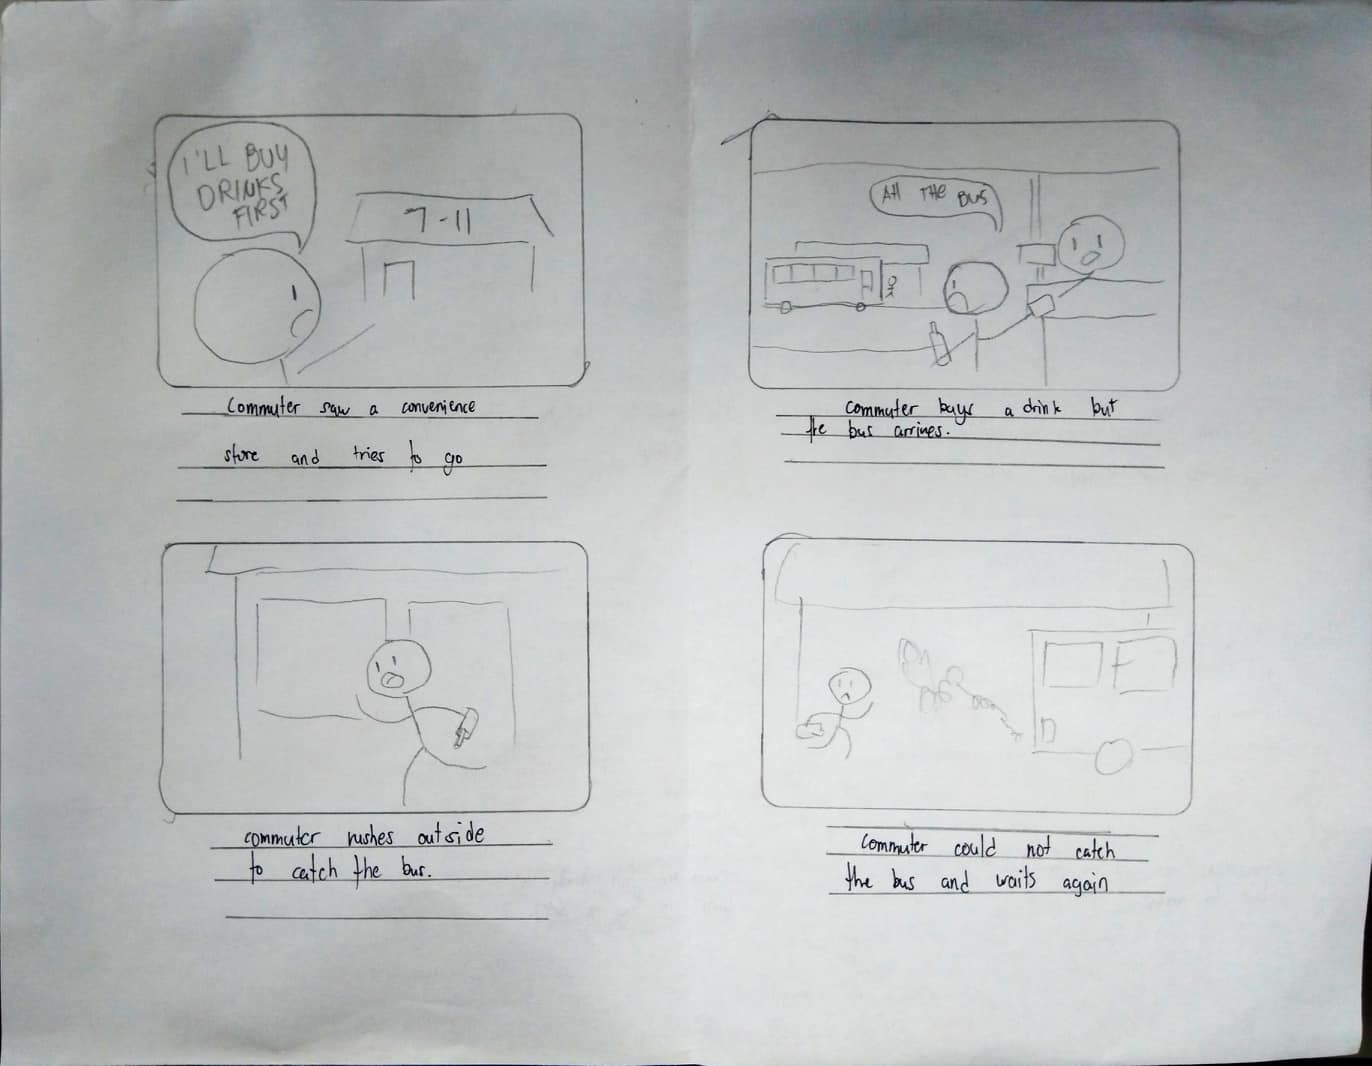 I'LL BUY
DRINKS
FIRST
7-11
Commuter saw a convenience
store and tries to go
AH THE BUS
commuter buys a drink but
the bus arrives.
commuter rushes outside
to catch the bus.
Commuter could not catch
the bus and waits again